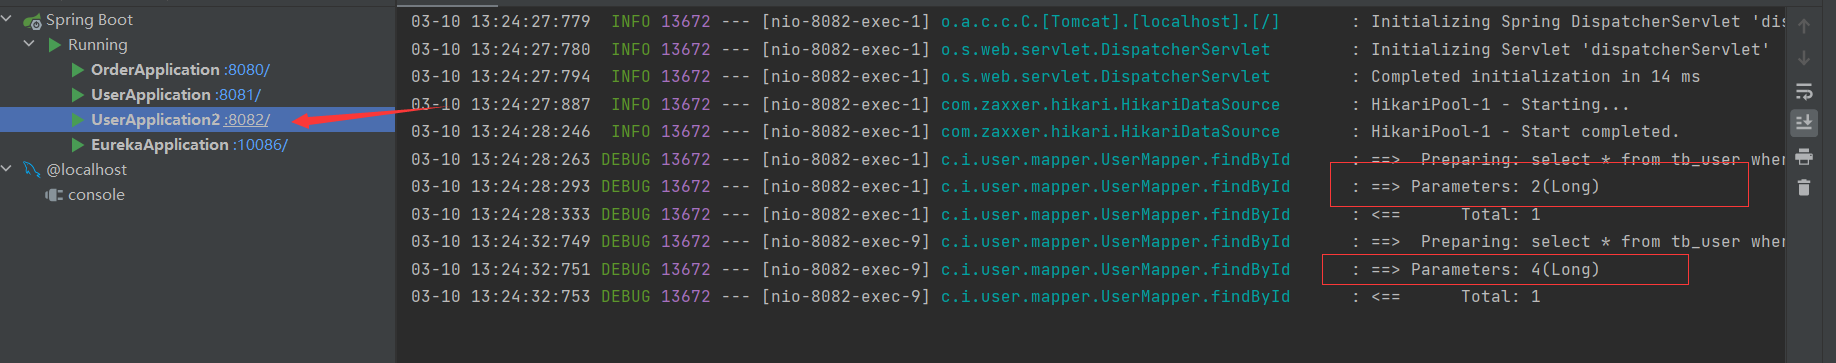 Spring Boot
Running
OrderApplication :8080/
UserApplication :8081/
UserApplication2 :8082/
EurekaApplication :10086/
@localhost
console
03-10 13:24:27:779  INFO 13672 --- [nio-8082-exec-1] o.a.c.c.C.[Tomcat].[localhost].[/]       : Initializing Spring DispatcherServlet 'dis
03-10 13:24:27:780  INFO 13672 --- [nio-8082-exec-1] o.s.web.servlet.DispatcherServlet        : Initializing Servlet 'dispatcherServlet'
03-10 13:24:27:794  INFO 13672 --- [nio-8082-exec-1] o.s.web.servlet.DispatcherServlet        : Completed initialization in 14 ms
03-10 13:24:27:887  INFO 13672 --- [nio-8082-exec-1] com.zaxxer.hikari.HikariDataSource       : HikariPool-1 - Starting...
03-10 13:24:28:246  INFO 13672 --- [nio-8082-exec-1] com.zaxxer.hikari.HikariDataSource       : HikariPool-1 - Start completed.
03-10 13:24:28:263 DEBUG 13672 --- [nio-8082-exec-1] c.i.user.mapper.UserMapper.findById      : ==>  Preparing: select * from tb_user wher
03-10 13:24:28:293 DEBUG 13672 --- [nio-8082-exec-1] c.i.user.mapper.UserMapper.findById      : ==> Parameters: 2(Long)
03-10 13:24:28:333 DEBUG 13672 --- [nio-8082-exec-1] c.i.user.mapper.UserMapper.findById      : <==      Total: 1
03-10 13:24:32:749 DEBUG 13672 --- [nio-8082-exec-9] c.i.user.mapper.UserMapper.findById      : ==>  Preparing: select * from tb_user wher
03-10 13:24:32:751 DEBUG 13672 --- [nio-8082-exec-9] c.i.user.mapper.UserMapper.findById      : ==> Parameters: 4(Long)
03-10 13:24:32:753 DEBUG 13672 --- [nio-8082-exec-9] c.i.user.mapper.UserMapper.findById      : <==      Total: 1